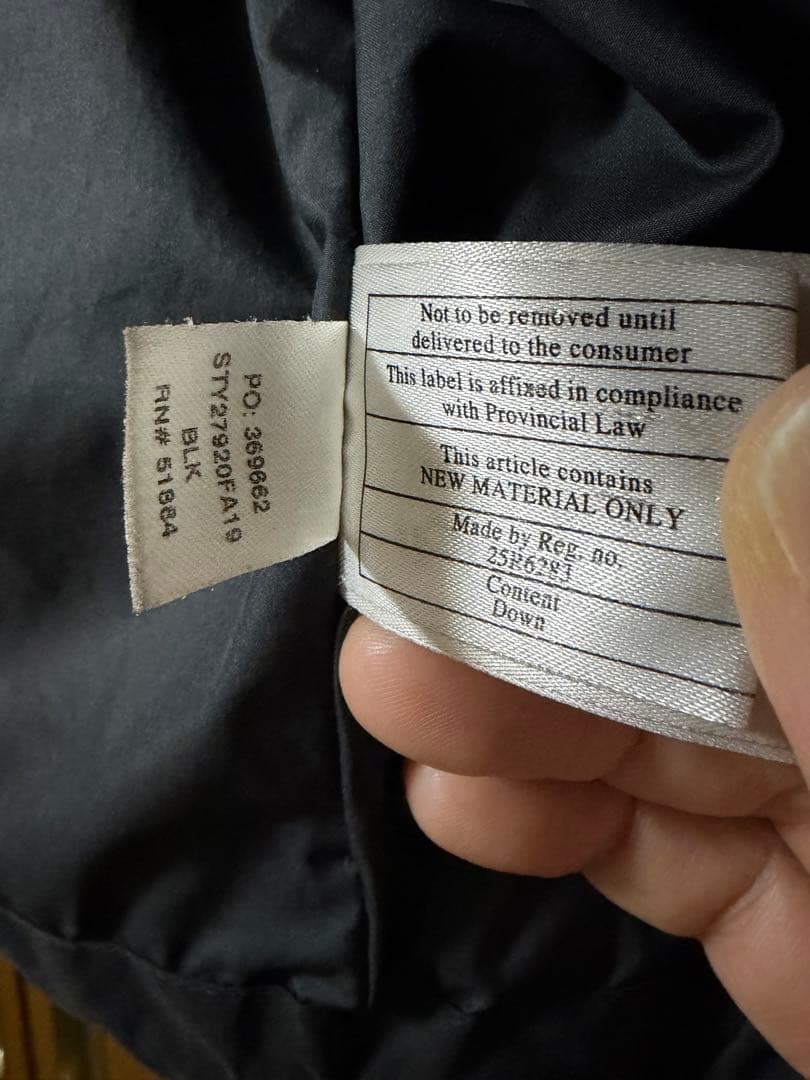 PO: 369662
STY27920FA19
BLK
RN# 51884
Not to be removed until
delivered to the consumer
This label is affixed in compliance
with Provincial Law
This article contains
NEW MATERIAL ONLY
Made by Reg. no.
Content
Down